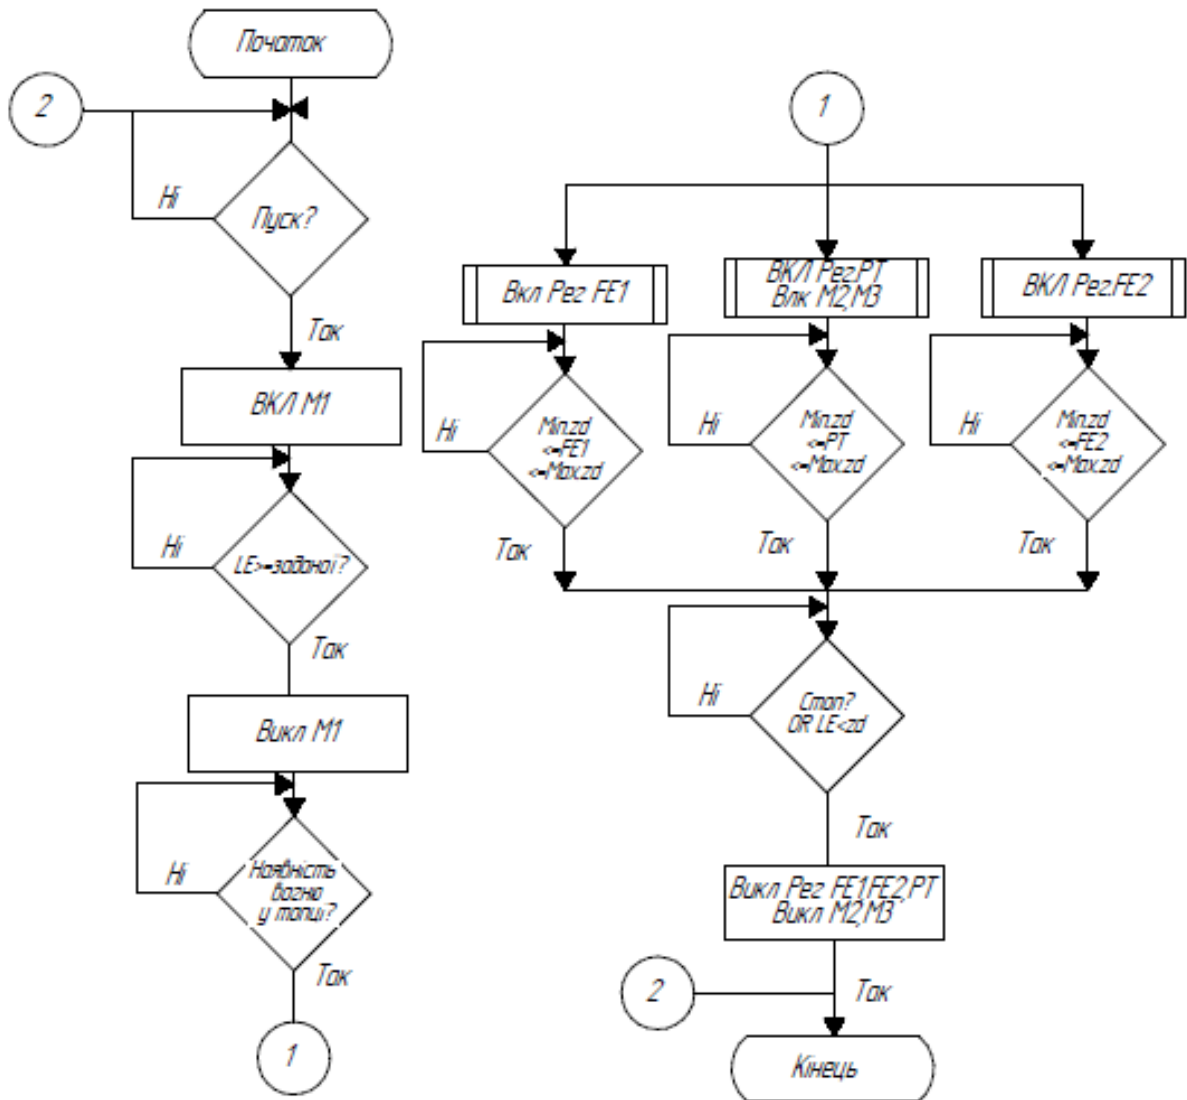 Початок
2
Ні
Пуск?
Так
ВКЛ М1
Ні
LE>=заданої?
Так
Викл М1
Ні
Наявність
вогню
у топці?
Так
1
1
Вкл Рег FE1
ВКЛ Рег.РТ
Влк М2,М3
ВКЛ Рег.FE2
Ні
Min.zd
<=FE1
<=Max.zd
Так
Ні
Min.zd
<=PT
<=Max.zd
Так
Ні
Min.zd
<=FE2
<=Max.zd
Так
Ні
Стоп?
OR LE<zd
Так
Викл Рег FE1,FE2,PT
Викл М2,М3
2
Так
Кінець